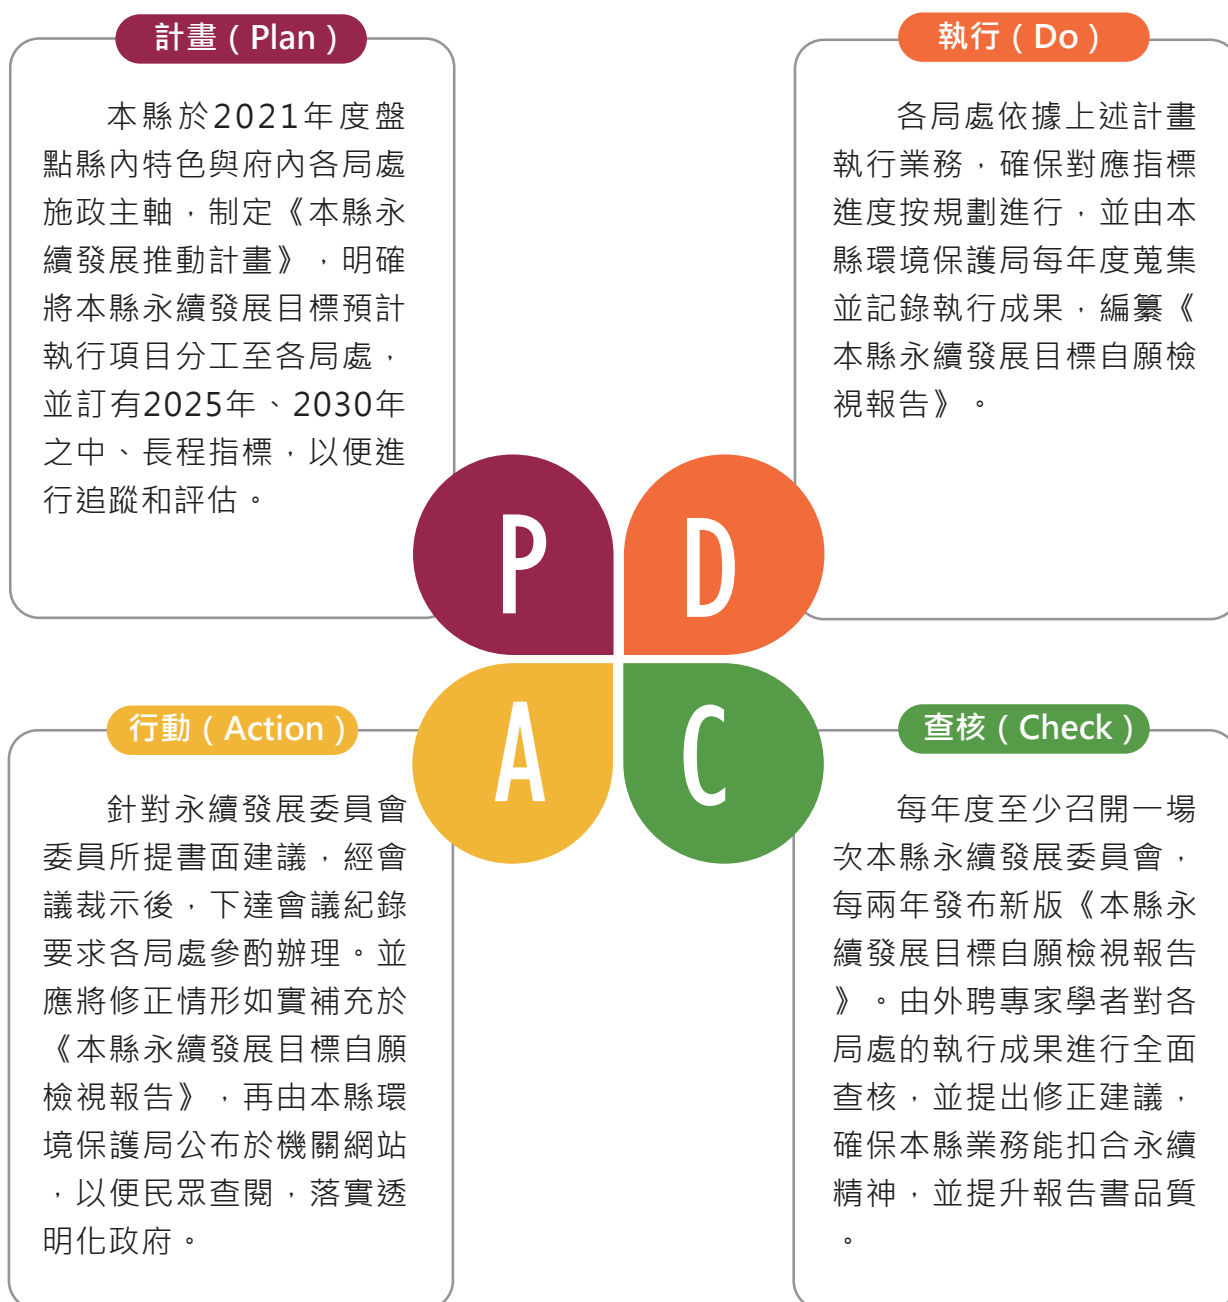 計畫（Plan）
本縣於2021年度盤
點縣內特色與府內各局處
施政主軸，制定《本縣永
續發展推動計畫》，明確
將本縣永續發展目標預計
執行項目分工至各局處，
並訂有2025年、2030年
之中、長程指標，以便進
行追蹤和評估。
執行（Do）
各局處依據上述計畫
執行業務，確保對應指標
進度按規劃進行，並由本
縣環境保護局每年度蒐集
並記錄執行成果，編纂《
本縣永續發展目標自願檢
視報告》。
P
D
A
C
行動（Action）
針對永續發展委員會
委員所提書面建議，經會
議裁示後，下達會議紀錄
要求各局處參酌辦理。並
應將修正情形如實補充於
《本縣永續發展目標自願
檢視報告》，再由本縣環
境保護局公布於機關網站
，以便民眾查閱，落實透
明化政府。
查核（Check）
每年度至少召開一場
次本縣永續發展委員會，
每兩年發布新版《本縣永
續發展目標自願檢視報告
》。由外聘專家學者對各
局處的執行成果進行全面
查核，並提出修正建議，
確保本縣業務能扣合永續
精神，並提升報告書品質
。